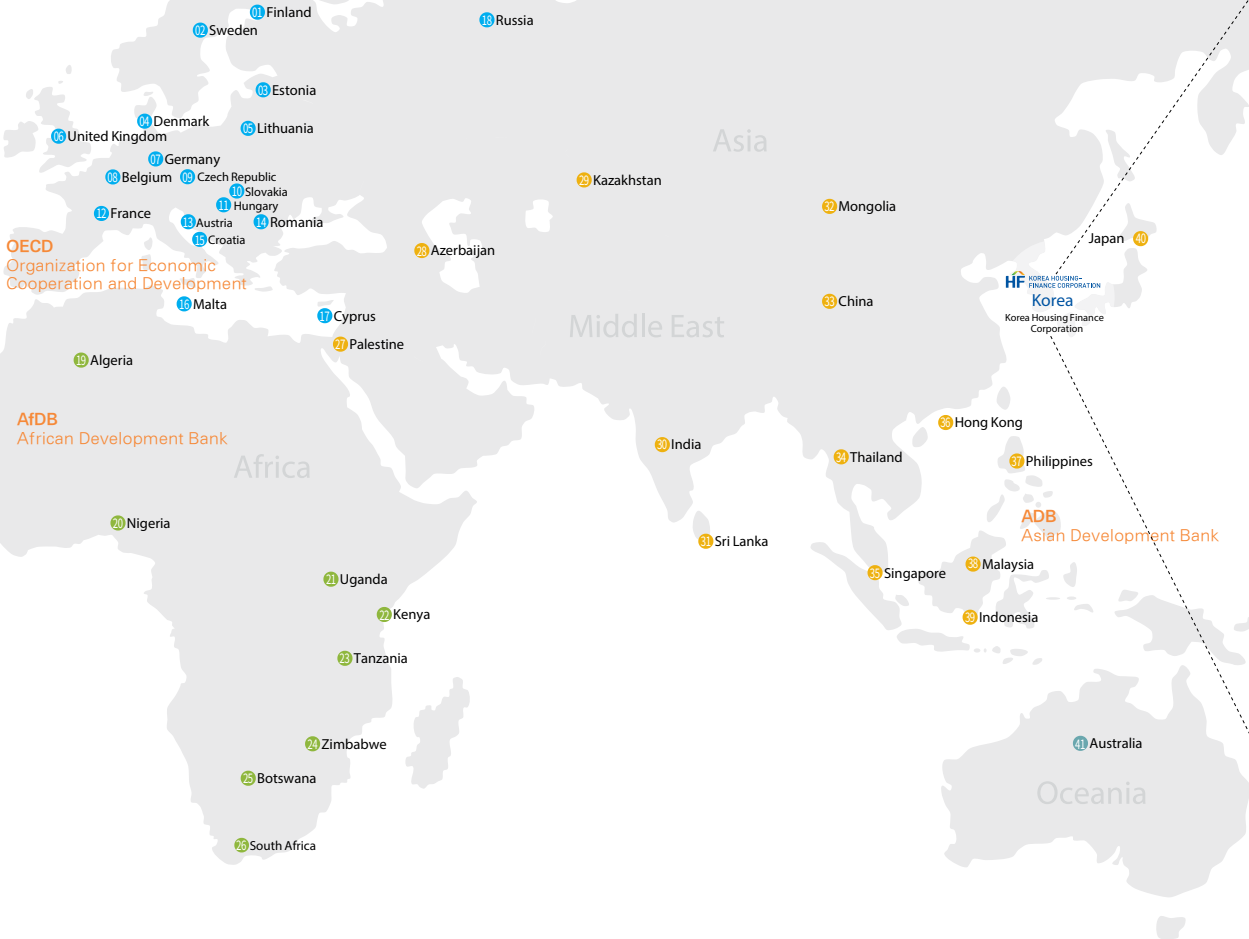 01 Finland
02 Sweden
18 Russia
03 Estonia
04 Denmark
05 Lithuania
06 United Kingdom
07 Germany
08 Belgium
09 Czech Republic
10 Slovakia
11 Hungary
12 France
13 Austria
14 Romania
15 Croatia
OECD
Organization for Economic
Cooperation and Development
16 Malta
17 Cyprus
Asia
29 Kazakhstan
32 Mongolia
28 Azerbaijan
Japan 40
HF KOREA HOUSING-
FINANCE CORPORATION
Korea
Korea Housing Finance
Corporation
33 China
Middle East
27 Palestine
19 Algeria
AfDB
African Development Bank
Africa
36 Hong Kong
30 India
34 Thailand
37 Philippines
ADB
Asian Development Bank
20 Nigeria
31 Sri Lanka
38 Malaysia
35 Singapore
21 Uganda
22 Kenya
39 Indonesia
23 Tanzania
24 Zimbabwe
41 Australia
25 Botswana
Oceania
26 South Africa